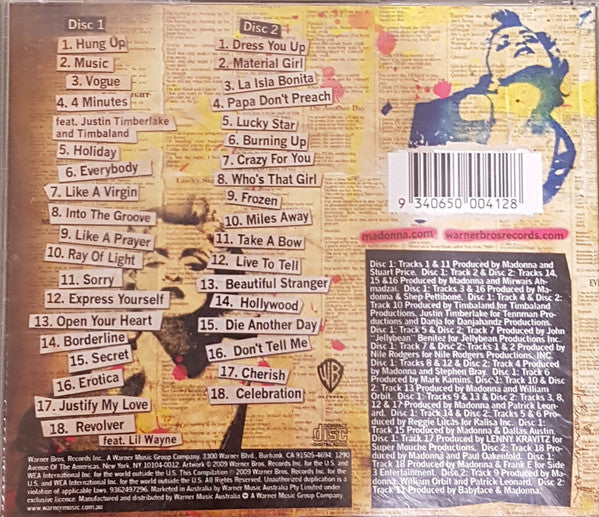 Disc 1
1. Hung Up
2. Music
3. Vogue
4. 4 Minutes
feat. Justin Timberlake
and Timbaland
5. Holiday
6. Everybody
7. Like A Virgin
8. Into The Groove
9. Like A Prayer
10. Ray Of Light
11. Sorry
12. Express Yourself
13. Open Your Heart
14. Borderline
15. Secret
16. Erotica
17. Justify My Love
18. Revolver
feat. Lil Wayne
Disc 2
1. Dress You Up
2. Material Girl
3. La Isla Bonita
4. Papa Don't Preach
5. Lucky Star
6. Burning Up
7. Crazy For You
8. Who's That Girl
9. Frozen
10. Miles Away
11. Take A Bow
12. Live To Tell
13. Beautiful Stranger
14. Hollywood
15. Die Another Day
16. Don't Tell Me
17. Cherish
18. Celebration
Die Another Day
9 340650 004128
madonna.com warnerbrosrecords.com
Disc 1: Tracks 1 & 11 Produced by Madonna and
Stuart Price. Disc 1: Track 2 & Disc 2: Tracks 14,
15 &16 Produced by Madonna and Mirwais Ah-
madzai. Disc 1: Tracks 3 & 16 Produced by Ma-
donna & Shep Pettibone. Disc 1: Track 4 & Disc 2:
Track 10 Produced by Timbaland for Timbaland
Productions, Justin Timberlake for Tennman Pro-
ductions and Danja for Danjahandz Productions.
Disc 1: Track 5 & Disc 2: Track 7 Produced by John
"Jellybean" Benitez for Jellybean Productions Inc.
Disc 1: Track 7 & Disc 2: Tracks 1 & 2 Produced by
Nile Rodgers for Nile Rodgers Productions, INC.
Disc 1: Tracks 8 & 12 & Disc 2: Track 4 Produced
by Madonna and Stephen Bray. Disc 1: Track 6
Produced by Mark Kamins. Disc 1: Track 10 & Disc
2: Track 13 Produced by Madonna and William
Orbit. Disc 1: Tracks 9 & 13 & Disc 2: Tracks 3, 8,
12 & 17 Produced by Madonna and Patrick Leon-
ard. Disc 1: Track 14 & Disc 2: Tracks 5 & 6 Pro-
duced by Reggie Lucas for Kalisa Inc. Disc 1:
Track 15 Produced by Madonna & Dallas Austin.
Disc 1: Track 17 Produced by LENNY KRAVITZ for
Super Mouche Productions. Disc 1: Track 18 Pro-
duced by Madonna and Paul Oakenfold. Disc 1:
Track 18 Produced by Madonna & Frank E for Side
3 Entertainment. Disc 2: Track 9 Produced by Ma-
donna, William Orbit and Patrick Leonard. Disc 2:
Track 11 Produced by Babyface & Madonna.
WB
COMPACT
disc
DIGITAL AUDIO
Warner Bros. Records Inc., A Warner Music Group Company, 3300 Warner Blvd., Burbank, CA 91505-4694, 1290
Avenue Of The Americas, New York, NY 10104-0012. Artwork © 2009 Warner Bros. Records Inc. for the U.S. and
WEA International Inc. for the world outside the U.S. This Compilation ℗ 2009 Warner Bros. Records Inc. for the U.S.
and WEA International Inc. for the world outside the U.S. All Rights Reserved. Unauthorized duplication is a
violation of applicable laws. 9362497296. Marketed in Australia by Warner Music Australia Pty Limited under
exclusive licence. Manufactured and distributed by Warner Music Australia A Warner Music Group Company.
www.warnermusic.com.au